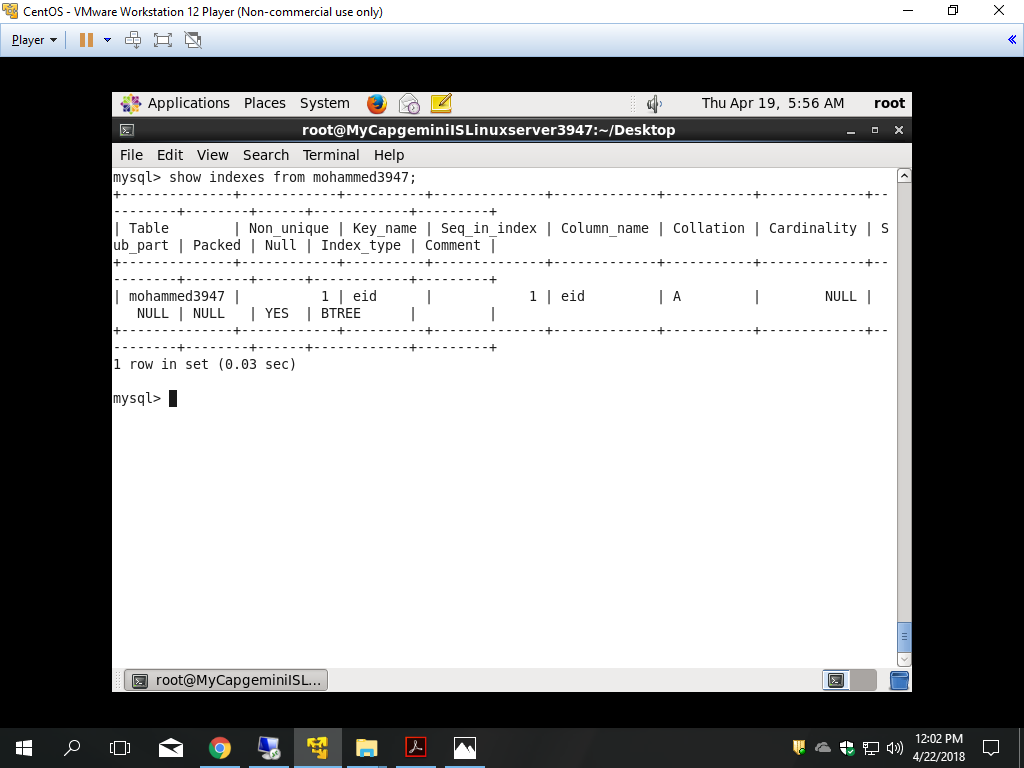 CentOS - VMware Workstation 12 Player (Non-commercial use only)
Player
Applications Places System Thu Apr 19, 5:56 AM root
root@MyCapgeminiISLinuxserver3947:~/Desktop
File Edit View Search Terminal Help
mysql> show indexes from mohammed3947;
+--------------+------------+----------+--------------+-------------+-----------+-------------+--
--------+--------+------+------------+---------+
| Table        | Non_unique | Key_name | Seq_in_index | Column_name | Collation | Cardinality | S
ub_part | Packed | Null | Index_type | Comment |
+--------------+------------+----------+--------------+-------------+-----------+-------------+--
--------+--------+------+------------+---------+
| mohammed3947 |          1 | eid      |            1 | eid         | A         |        NULL |
   NULL | NULL   | YES  | BTREE      |         |
+--------------+------------+----------+--------------+-------------+-----------+-------------+--
--------+--------+------+------------+---------+
1 row in set (0.03 sec)
mysql>
root@MyCapgeminiISL...
12:02 PM
4/22/2018